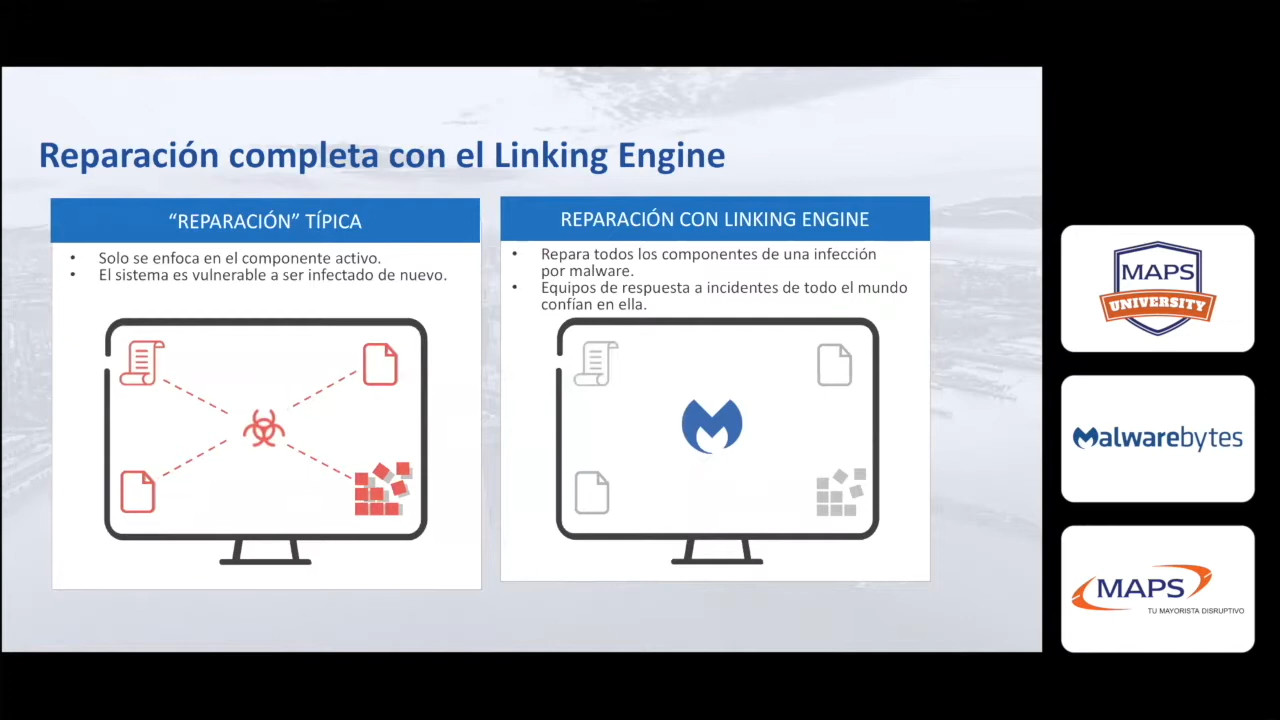 Reparación completa con el Linking Engine
“REPARACIÓN” TÍPICA
• Solo se enfoca en el componente activo.
• El sistema es vulnerable a ser infectado de nuevo.
REPARACIÓN CON LINKING ENGINE
• Repara todos los componentes de una infección
por malware.
• Equipos de respuesta a incidentes de todo el mundo
confían en ella.
MAPS
UNIVERSITY
Malwarebytes
MAPS
TU MAYORISTA DISRUPTIVO